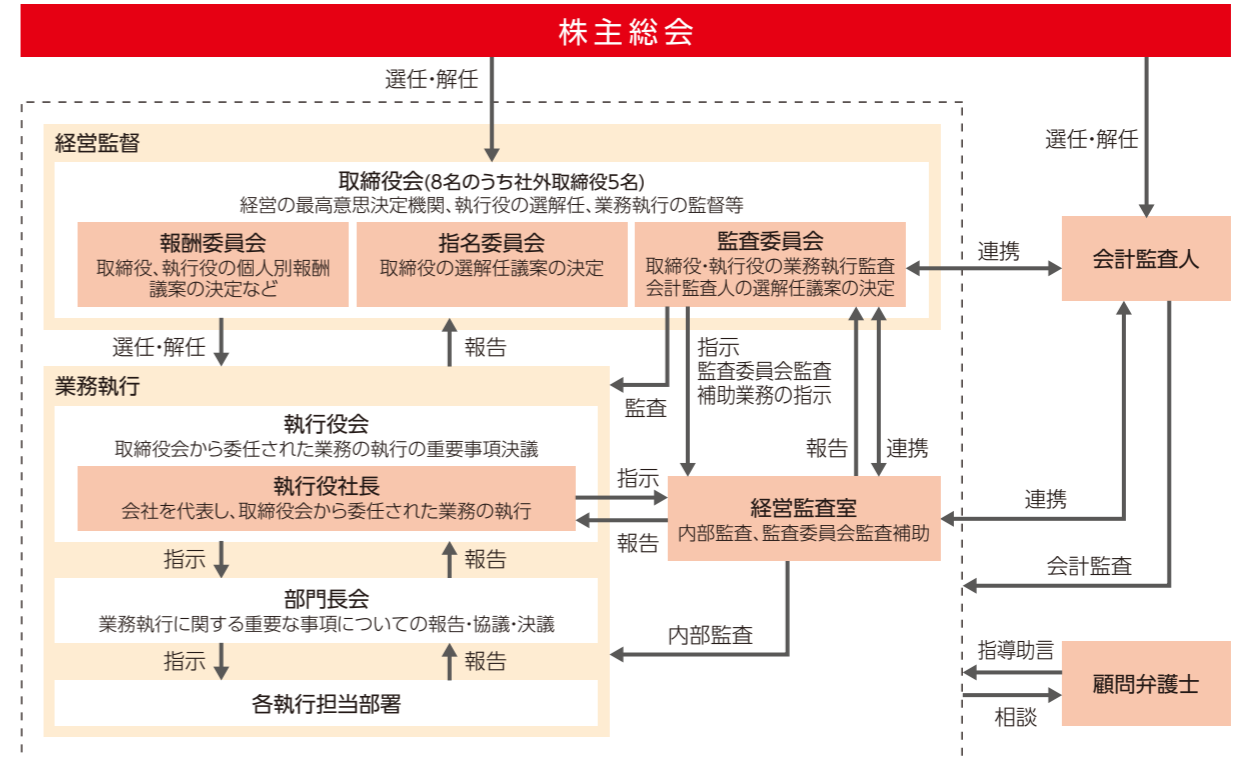 株主総会
選任・解任
選任・解任
経営監督
取締役会(8名のうち社外取締役5名)
経営の最高意思決定機関、執行役の選解任、業務執行の監督等
報酬委員会
取締役、執行役の個人別報酬
議案の決定など
指名委員会
取締役の選解任議案の決定
監査委員会
取締役・執行役の業務執行監査
会計監査人の選解任議案の決定
連携
会計監査人
選任・解任
報告
指示
監査委員会監査
補助業務の指示
監査
報告
連携
業務執行
執行役会
取締役会から委任された業務の執行の重要事項決議
執行役社長
会社を代表し、取締役会から委任された業務の執行
指示
報告
経営監査室
内部監査、監査委員会監査補助
連携
会計監査
指示
報告
部門長会
業務執行に関する重要な事項についての報告・協議・決議
内部監査
指示
報告
各執行担当部署
指導助言
相談
顧問弁護士